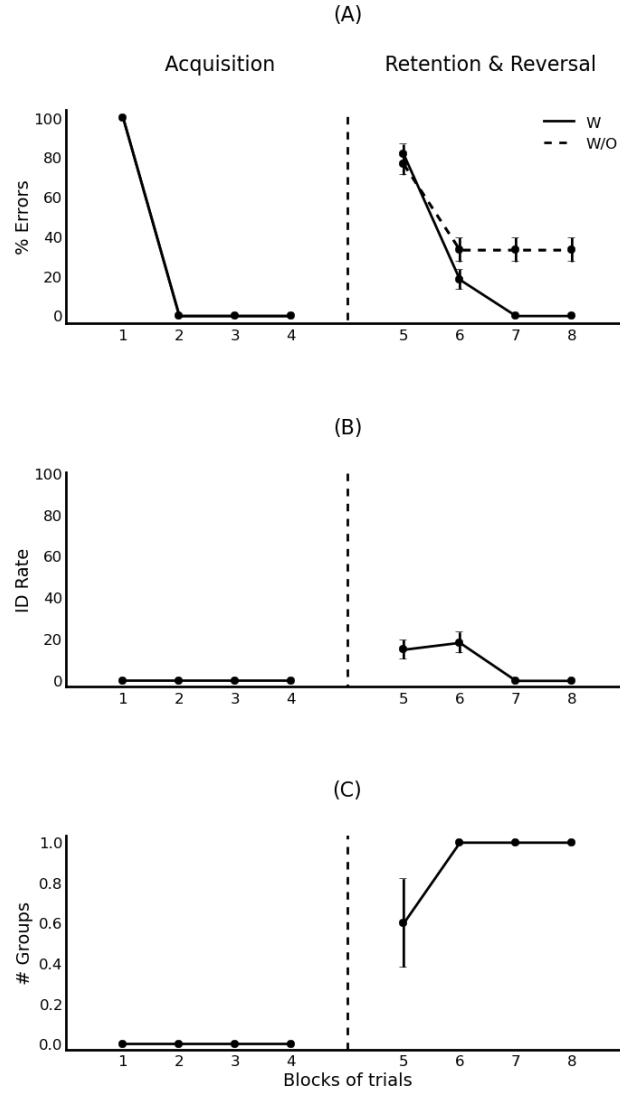 (A)
Acquisition
Retention & Reversal
% Errors
100
80
60
40
20
0
W
W/O
1 2 3 4 5 6 7 8
(B)
ID Rate
100
80
60
40
20
0
1 2 3 4 5 6 7 8
(C)
# Groups
1.0
0.8
0.6
0.4
0.2
0.0
1 2 3 4 5 6 7 8
Blocks of trials